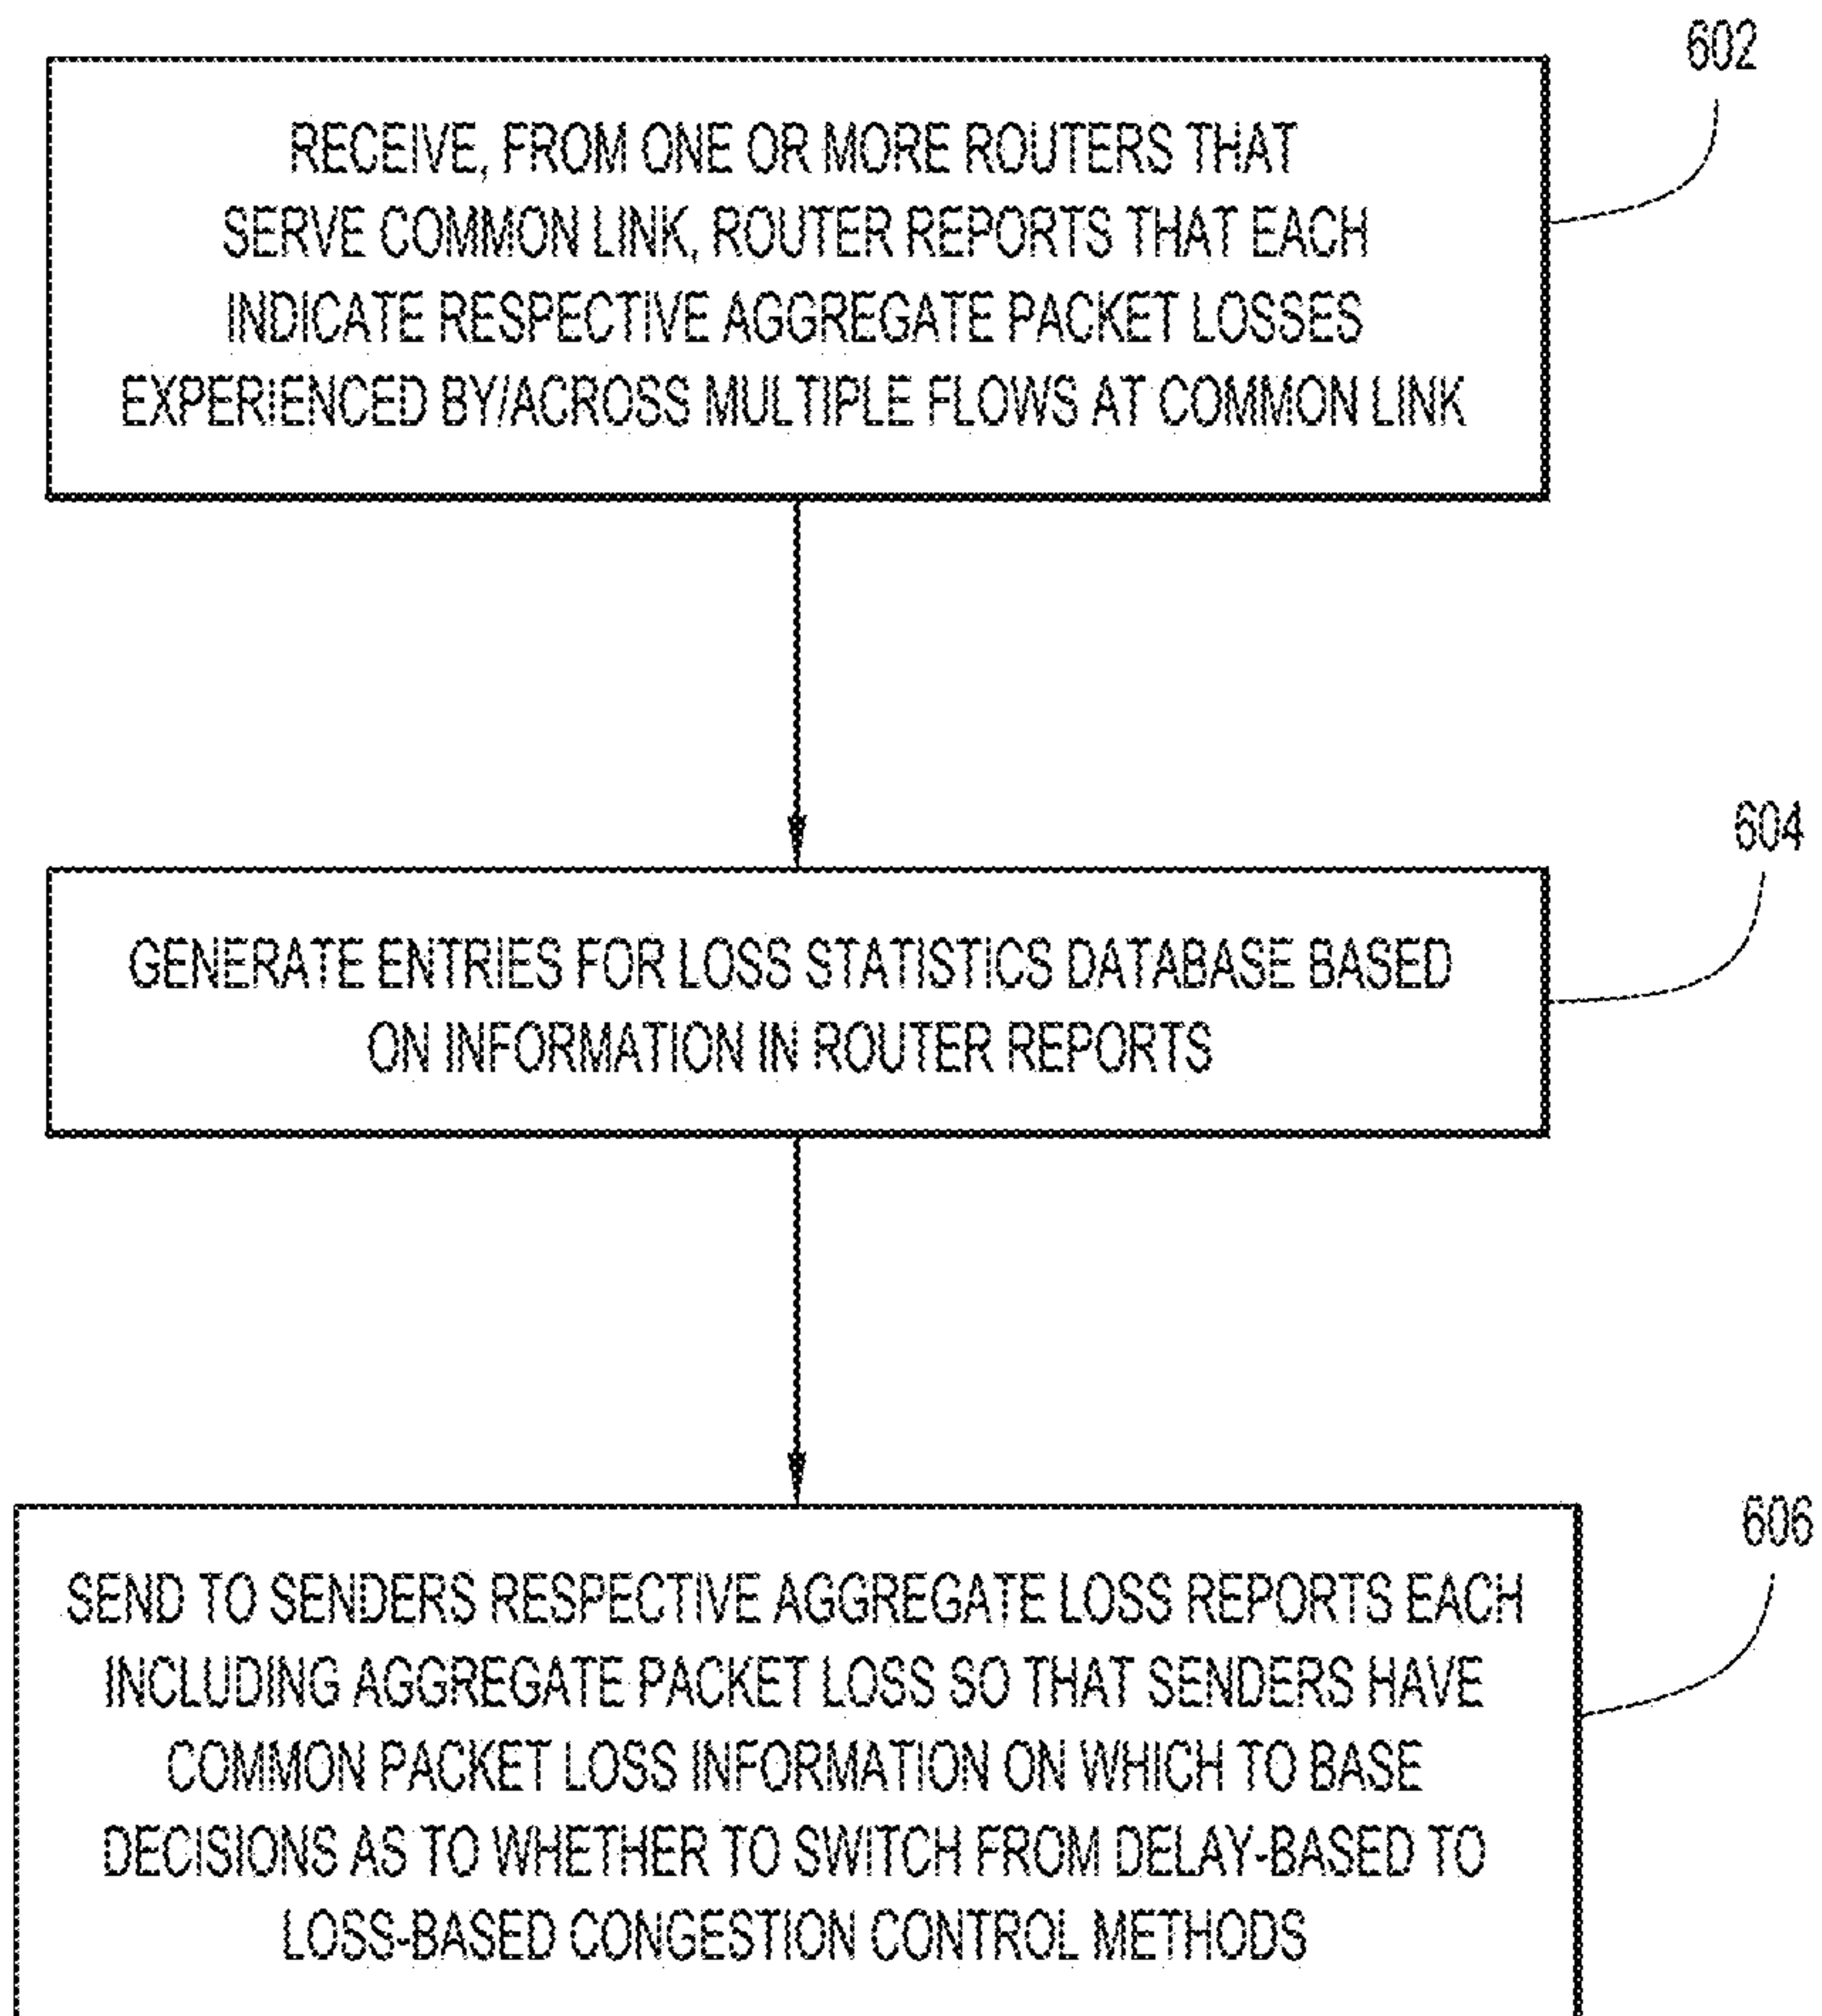 602
RECEIVE, FROM ONE OR MORE ROUTERS THAT
SERVE COMMON LINK, ROUTER REPORTS THAT EACH
INDICATE RESPECTIVE AGGREGATE PACKET LOSSES
EXPERIENCED BY/ACROSS MULTIPLE FLOWS AT COMMON LINK
604
GENERATE ENTRIES FOR LOSS STATISTICS DATABASE BASED
ON INFORMATION IN ROUTER REPORTS
606
SEND TO SENDERS RESPECTIVE AGGREGATE LOSS REPORTS EACH
INCLUDING AGGREGATE PACKET LOSS SO THAT SENDERS HAVE
COMMON PACKET LOSS INFORMATION ON WHICH TO BASE
DECISIONS AS TO WHETHER TO SWITCH FROM DELAY-BASED TO
LOSS-BASED CONGESTION CONTROL METHODS